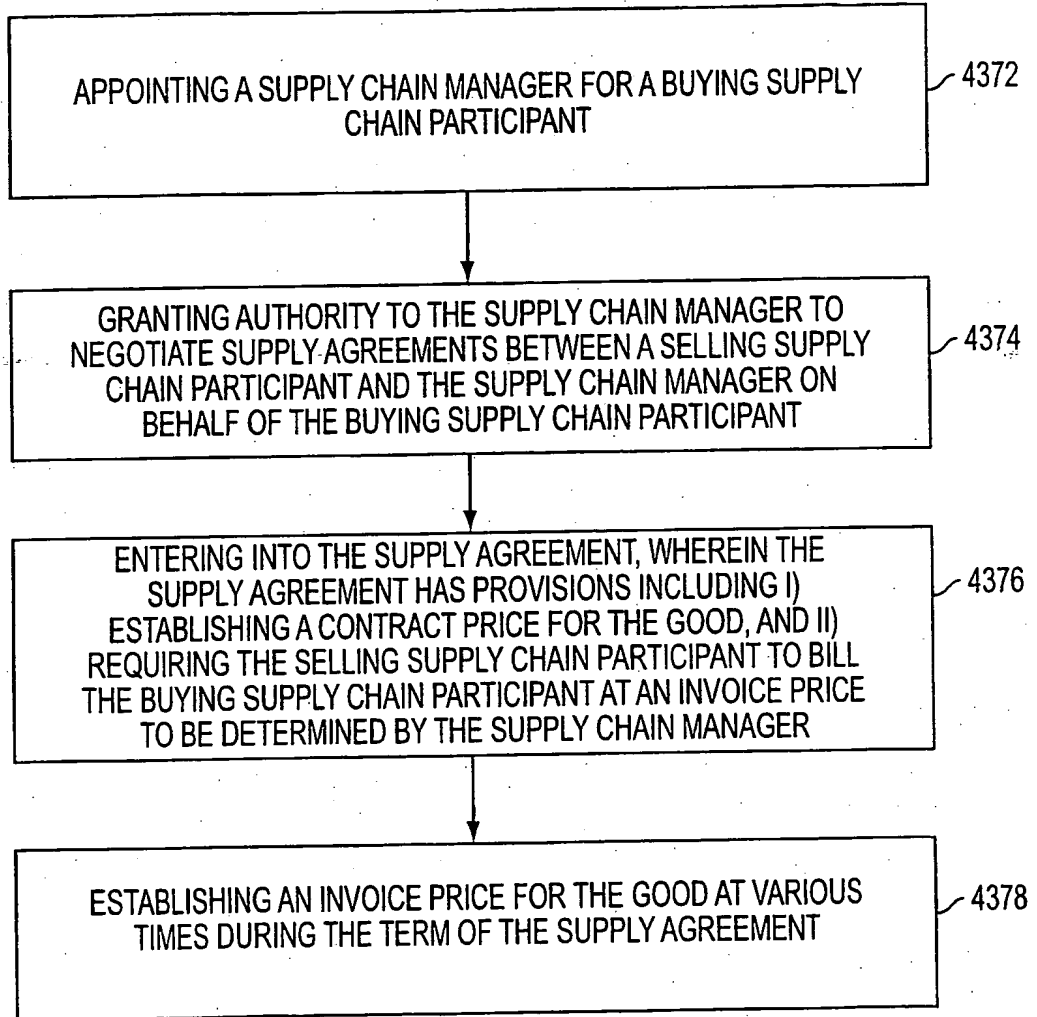 APPOINTING A SUPPLY CHAIN MANAGER FOR A BUYING SUPPLY
CHAIN PARTICIPANT
4372
GRANTING AUTHORITY TO THE SUPPLY CHAIN MANAGER TO
NEGOTIATE SUPPLY AGREEMENTS BETWEEN A SELLING SUPPLY
CHAIN PARTICIPANT AND THE SUPPLY CHAIN MANAGER ON
BEHALF OF THE BUYING SUPPLY CHAIN PARTICIPANT
4374
ENTERING INTO THE SUPPLY AGREEMENT, WHEREIN THE
SUPPLY AGREEMENT HAS PROVISIONS INCLUDING I)
ESTABLISHING A CONTRACT PRICE FOR THE GOOD, AND II)
REQUIRING THE SELLING SUPPLY CHAIN PARTICIPANT TO BILL
THE BUYING SUPPLY CHAIN PARTICIPANT AT AN INVOICE PRICE
TO BE DETERMINED BY THE SUPPLY CHAIN MANAGER
4376
ESTABLISHING AN INVOICE PRICE FOR THE GOOD AT VARIOUS
TIMES DURING THE TERM OF THE SUPPLY AGREEMENT
4378